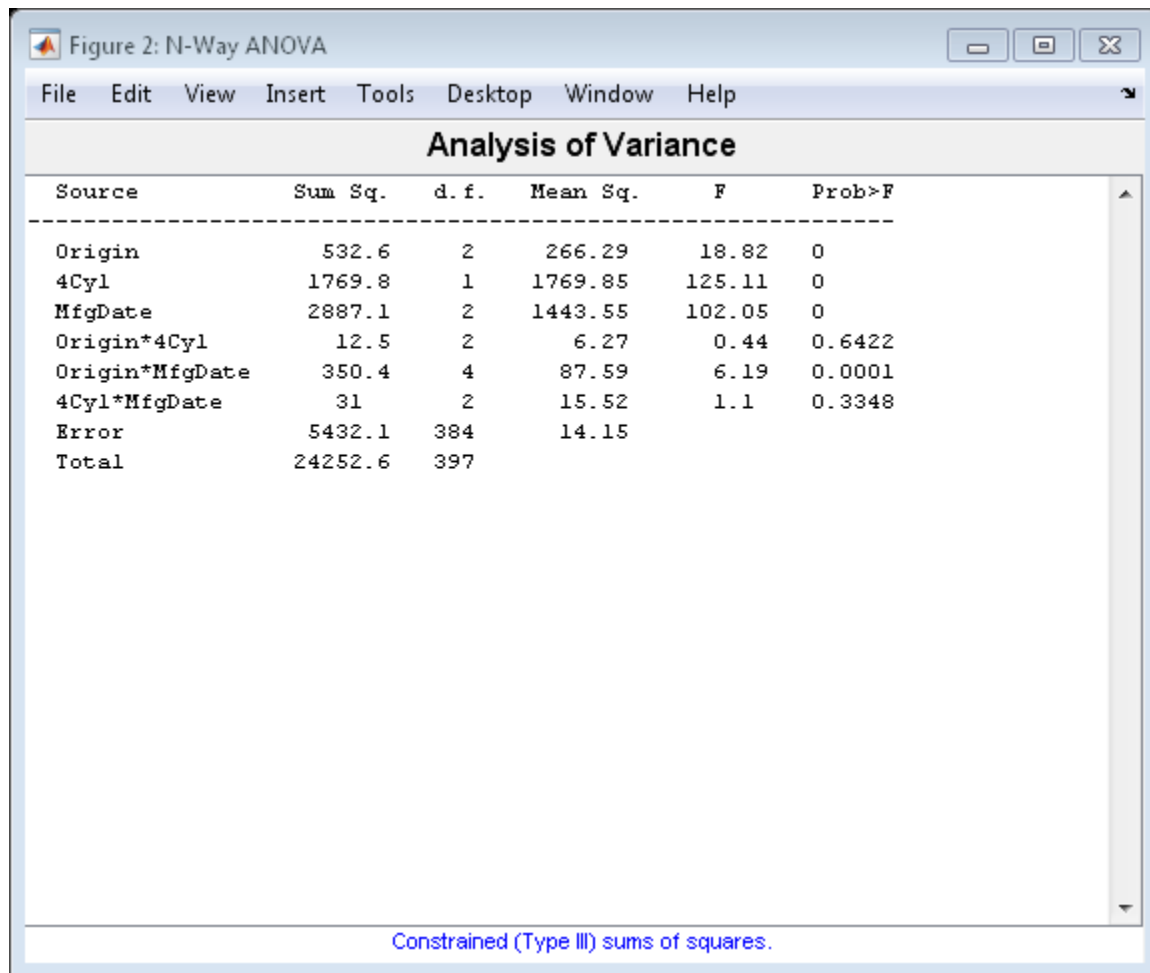 Figure 2: N-Way ANOVA
File Edit View Insert Tools Desktop Window Help
Analysis of Variance
Source Sum Sq. d.f. Mean Sq. F Prob>F
Origin 532.6 2 266.29 18.82 0
4Cyl 1769.8 1 1769.85 125.11 0
MfgDate 2887.1 2 1443.55 102.05 0
Origin*4Cyl 12.5 2 6.27 0.44 0.6422
Origin*MfgDate 350.4 4 87.59 6.19 0.0001
4Cyl*MfgDate 31 2 15.52 1.1 0.3348
Error 5432.1 384 14.15
Total 24252.6 397
Constrained (Type III) sums of squares.